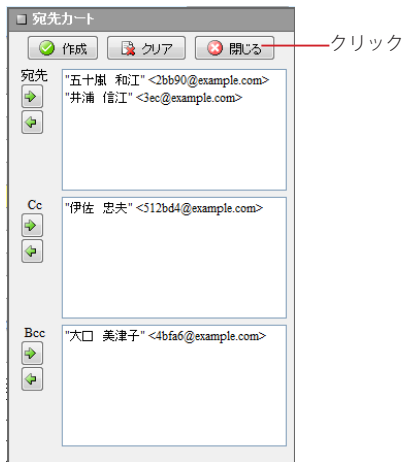 宛先カート
作成 クリア 閉じる
クリック
宛先
"五十嵐 和江" <2bb90@example.com>
"井浦 信江" <3ec@example.com>
Cc
"伊佐 忠夫" <512bd4@example.com>
Bcc
"大口 美津子" <4bfa6@example.com>